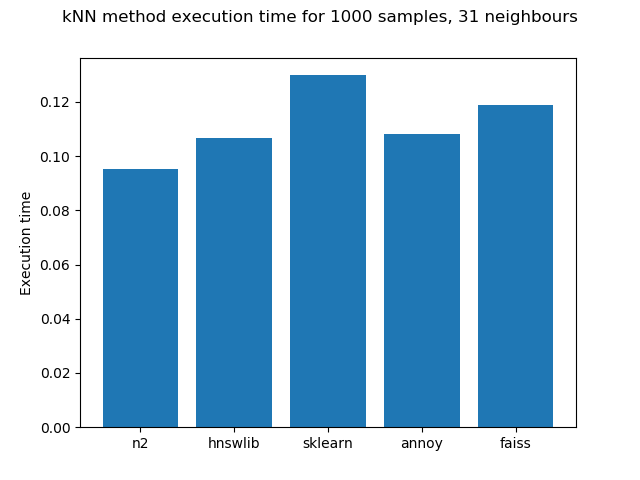 kNN method execution time for 1000 samples, 31 neighbours
Execution time
0.12
0.10
0.08
0.06
0.04
0.02
0.00
n2 hnswlib sklearn annoy faiss